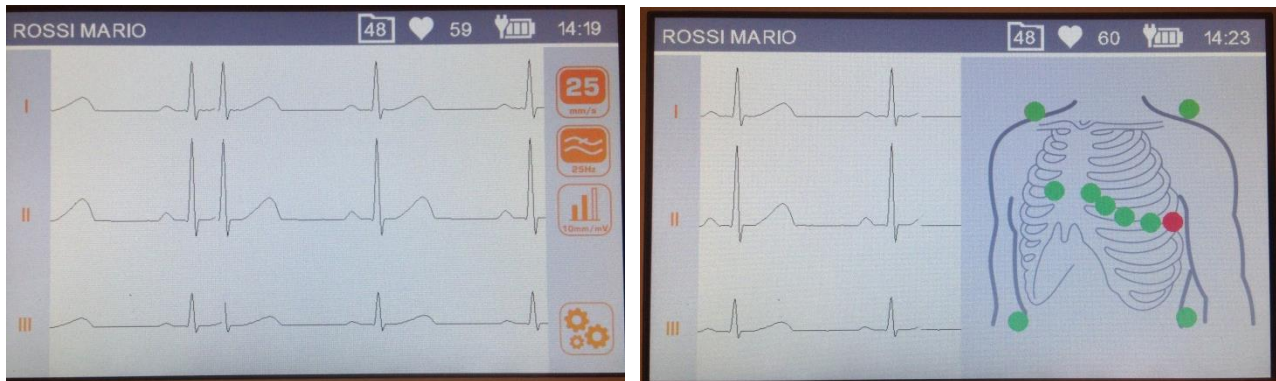 ROSSI MARIO 48 59 14:19
I
25
mm/s
25Hz
II
10mm/mV
III
ROSSI MARIO 48 60 14:23
I
II
III